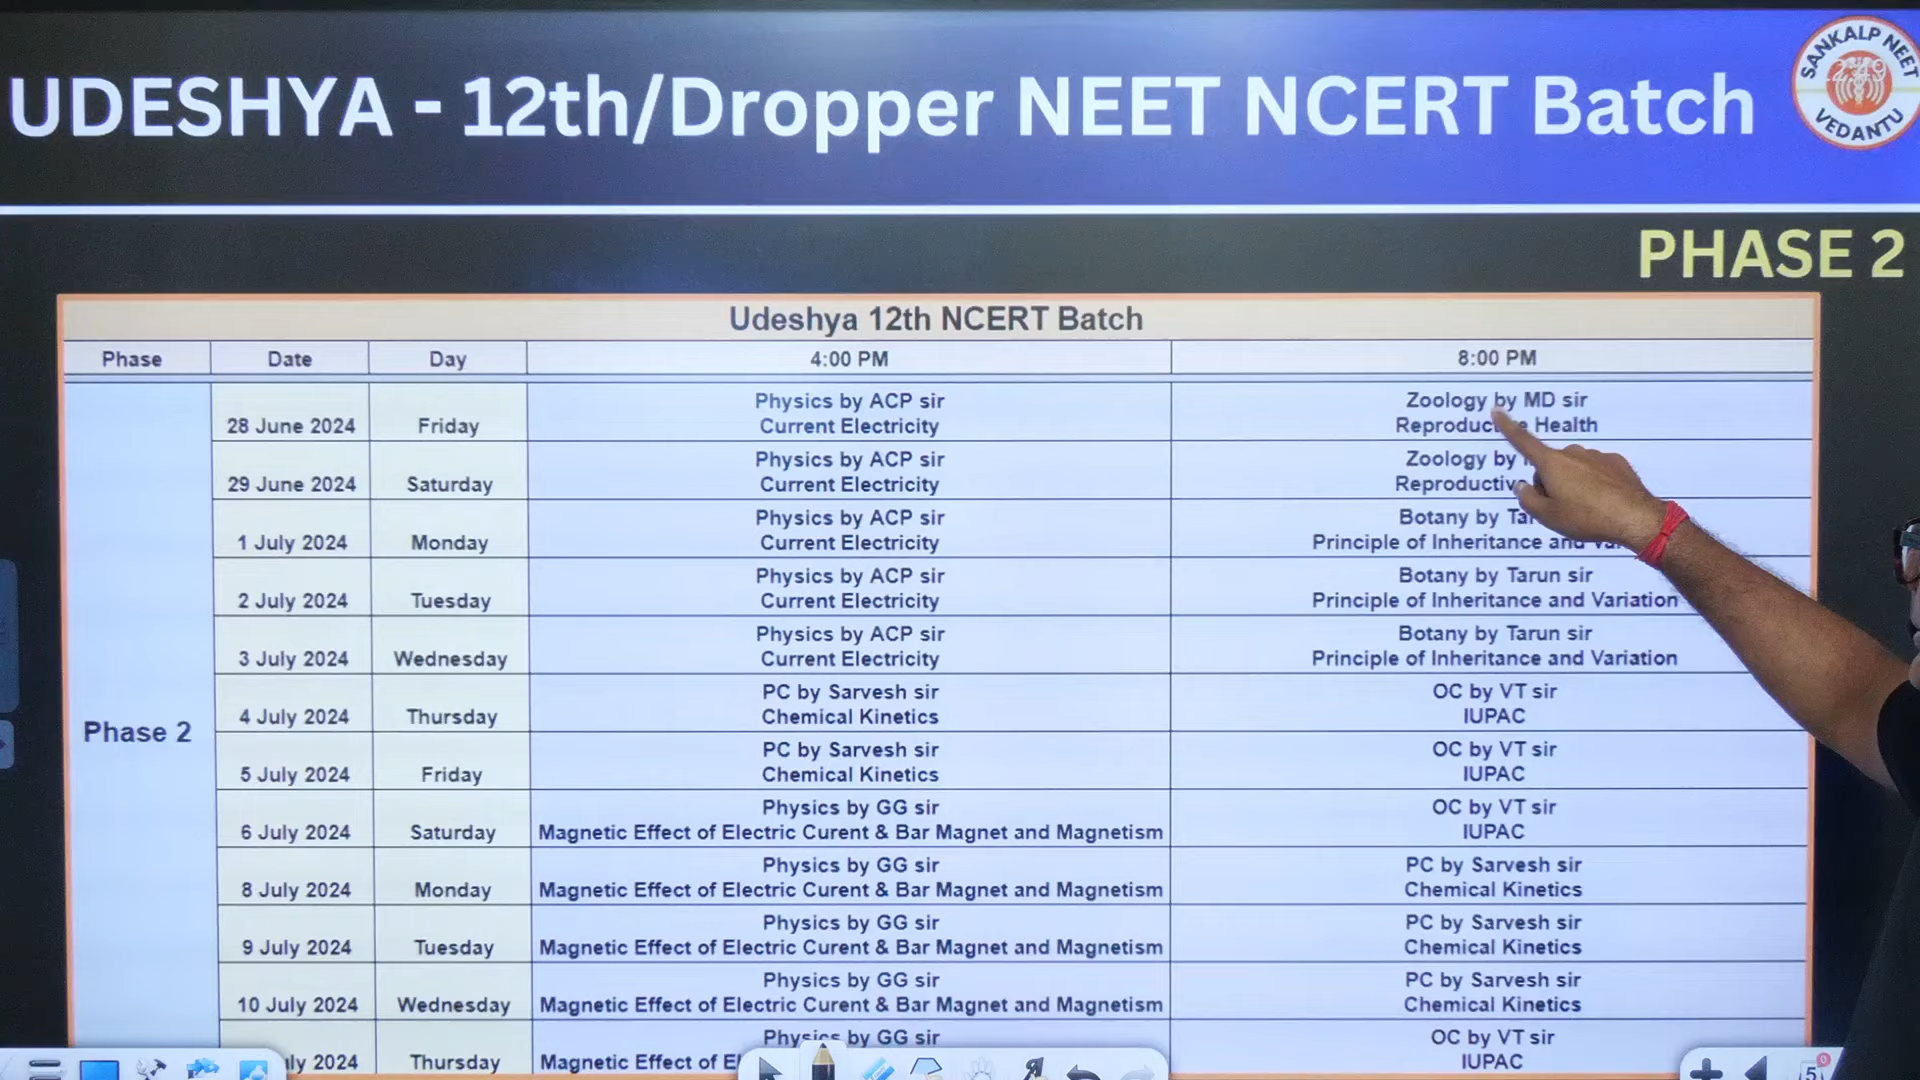 UDESHYA - 12th/Dropper NEET NCERT Batch
SANKALP NEET
VEDANTU
PHASE 2
Udeshya 12th NCERT Batch
Phase Date Day 4:00 PM 8:00 PM
Phase 2
28 June 2024 Friday Physics by ACP sir Current Electricity Zoology by MD sir Health
29 June 2024 Saturday Physics by ACP sir Current Electricity Zoology by
1 July 2024 Monday Physics by ACP sir Current Electricity Botany by Principle of Inheritance and
2 July 2024 Tuesday Physics by ACP sir Current Electricity Botany by Tarun sir Principle of Inheritance and Variation
3 July 2024 Wednesday Physics by ACP sir Current Electricity Botany by Tarun sir Principle of Inheritance and Variation
4 July 2024 Thursday PC by Sarvesh sir Chemical Kinetics OC by VT sir IUPAC
5 July 2024 Friday PC by Sarvesh sir Chemical Kinetics OC by VT sir IUPAC
6 July 2024 Saturday Physics by GG sir Magnetic Effect of Electric Curent & Bar Magnet and Magnetism OC by VT sir IUPAC
8 July 2024 Monday Physics by GG sir Magnetic Effect of Electric Curent & Bar Magnet and Magnetism PC by Sarvesh sir Chemical Kinetics
9 July 2024 Tuesday Physics by GG sir Magnetic Effect of Electric Curent & Bar Magnet and Magnetism PC by Sarvesh sir Chemical Kinetics
10 July 2024 Wednesday Physics by GG sir Magnetic Effect of Electric Curent & Bar Magnet and Magnetism PC by Sarvesh sir Chemical Kinetics
2024 Thursday Physics by GG sir Magnetic Effect of OC by VT sir IUPAC